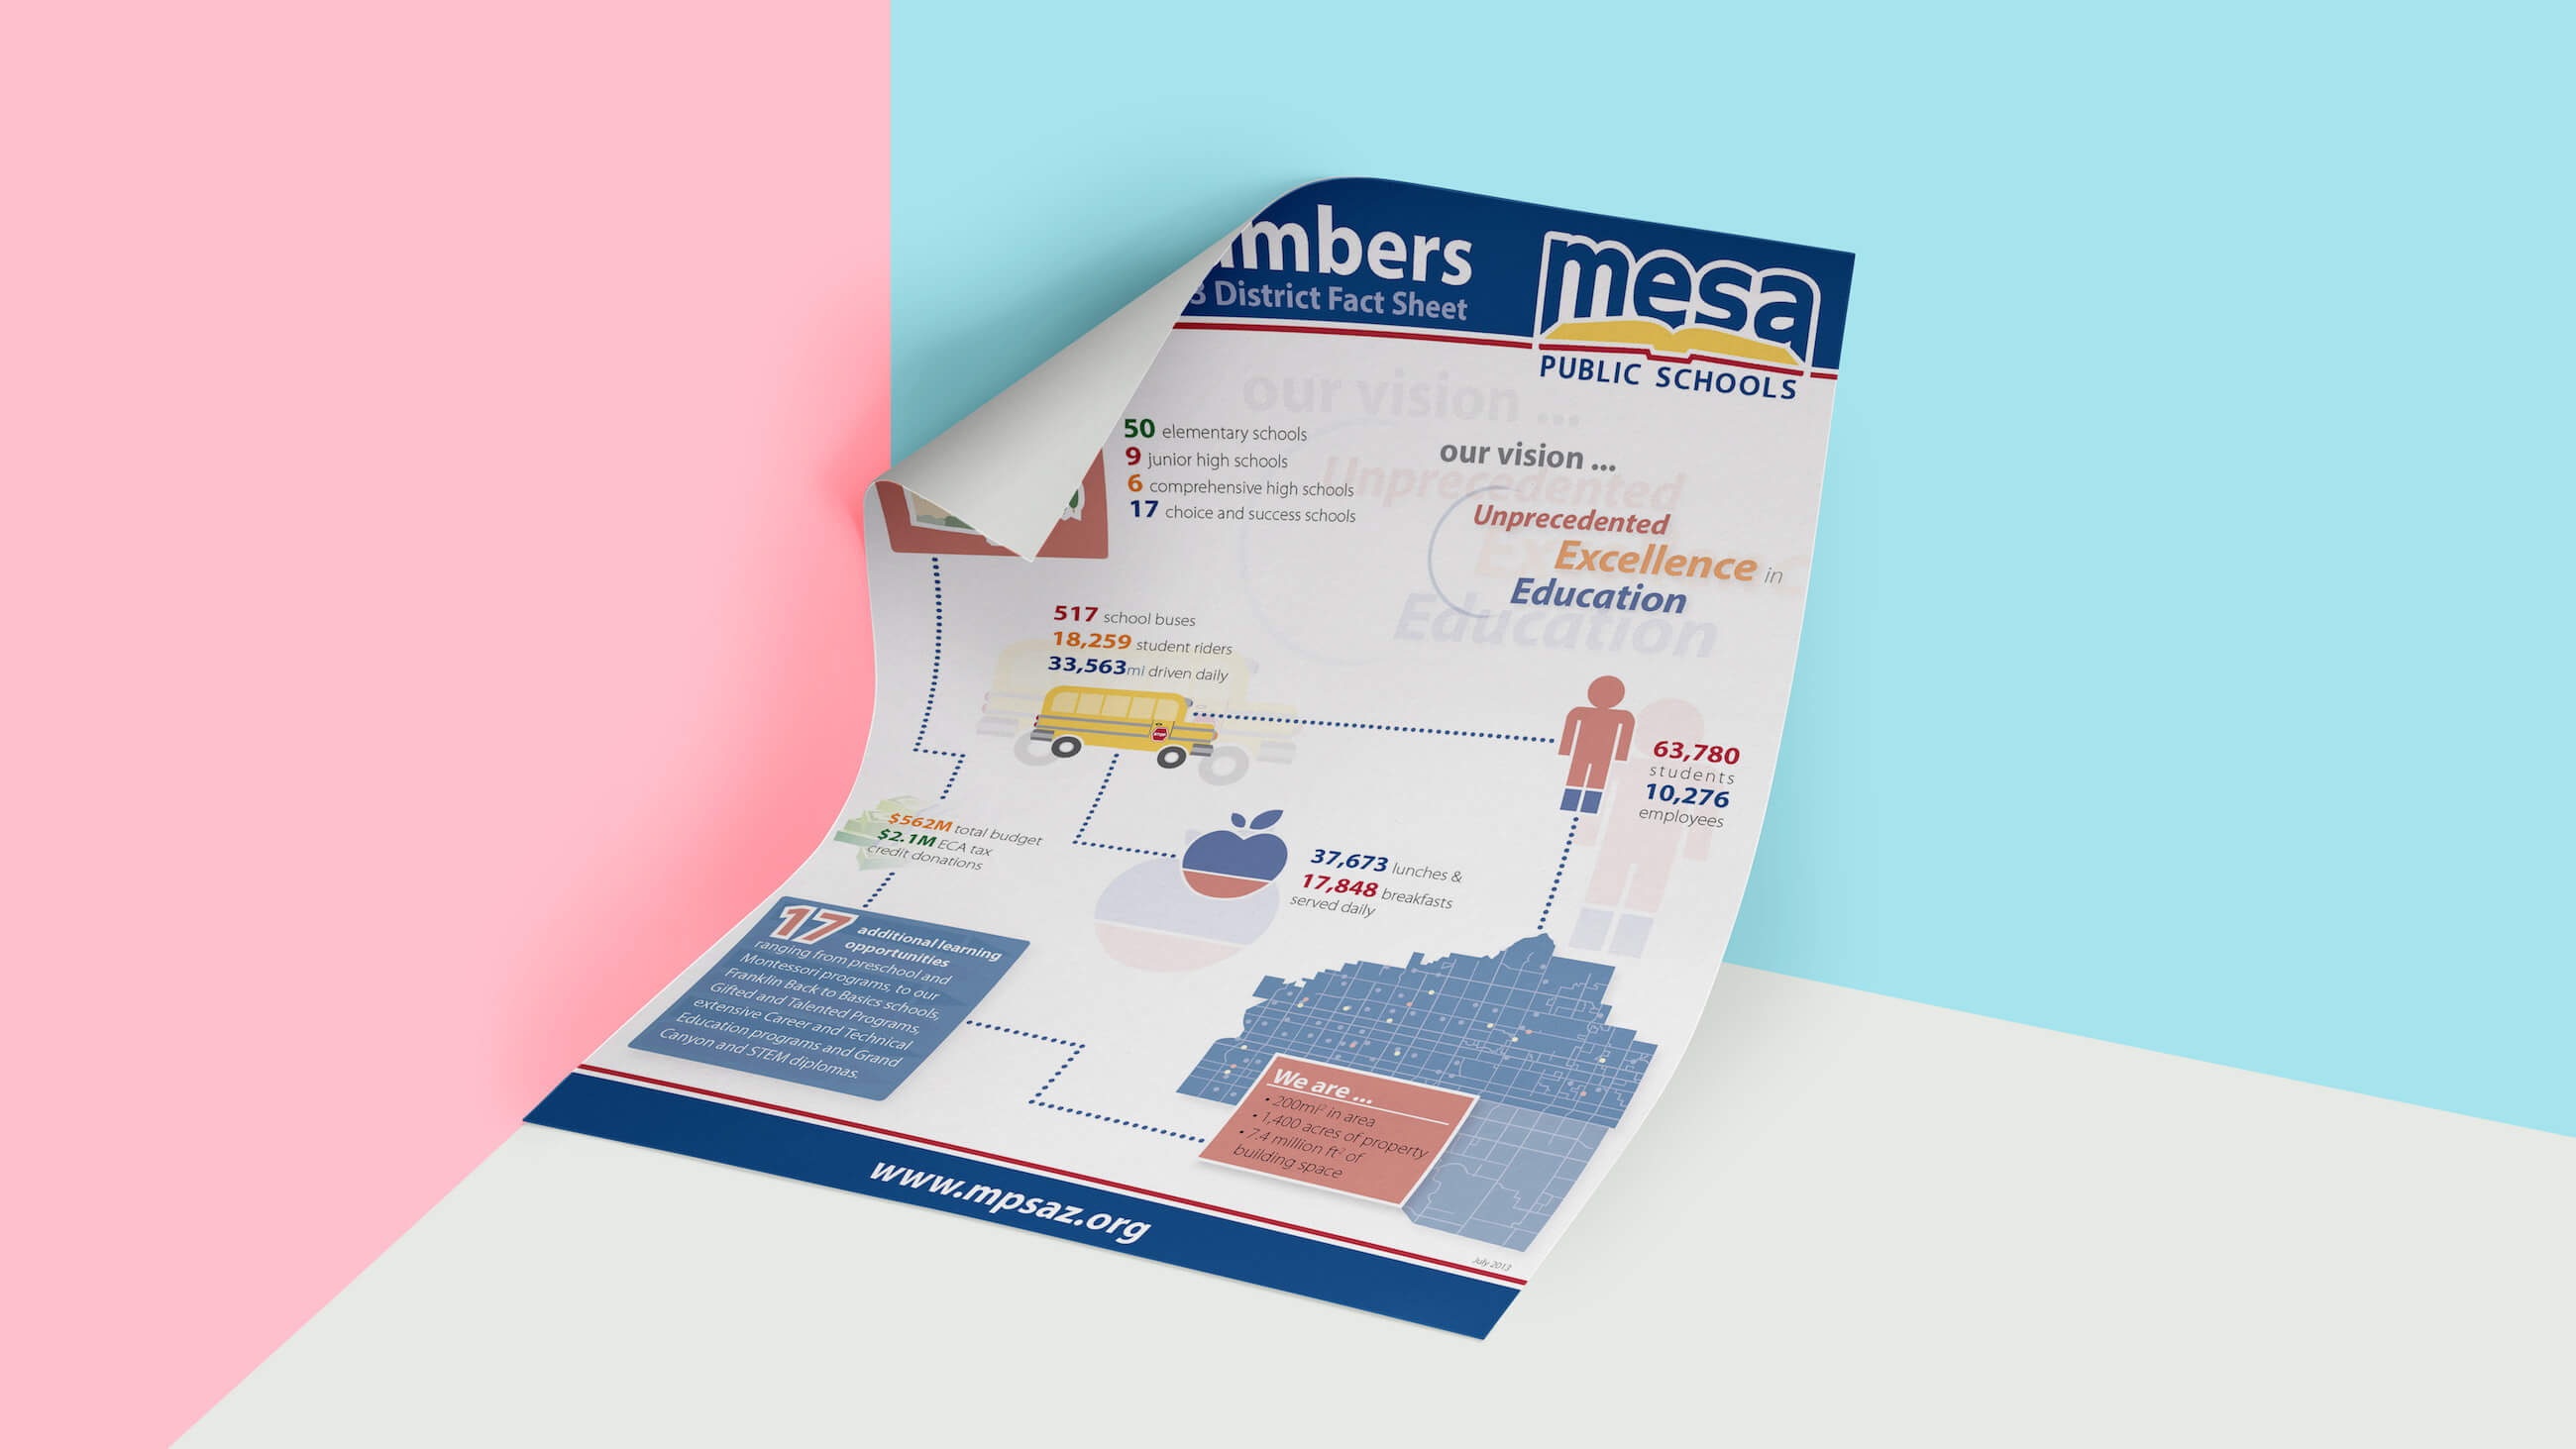 mbers
3 District Fact Sheet
mesa
PUBLIC SCHOOLS
our vision ...
50 elementary schools
9 junior high schools
6 comprehensive high schools
17 choice and success schools
our vision ...
Unprecedented
Unprecedented
Excellence in
Education
Education
517 school buses
18,259 student riders
33,563mi driven daily
63,780
students
10,276
employees
$562M total budget
$2.1M ECA tax
credit donations
37,673 lunches &
17,848 breakfasts
served daily
17 additional learning
opportunities
ranging from preschool and
Montessori programs, to our
Franklin Back to Basics schools,
Gifted and Talented Programs,
extensive Career and Technical
Education programs and Grand
Canyon and STEM diplomas.
We are ...
• 200mi² in area
• 1,400 acres of property
• 7.4 million ft² of
building space
www.mpsaz.org
July 2013